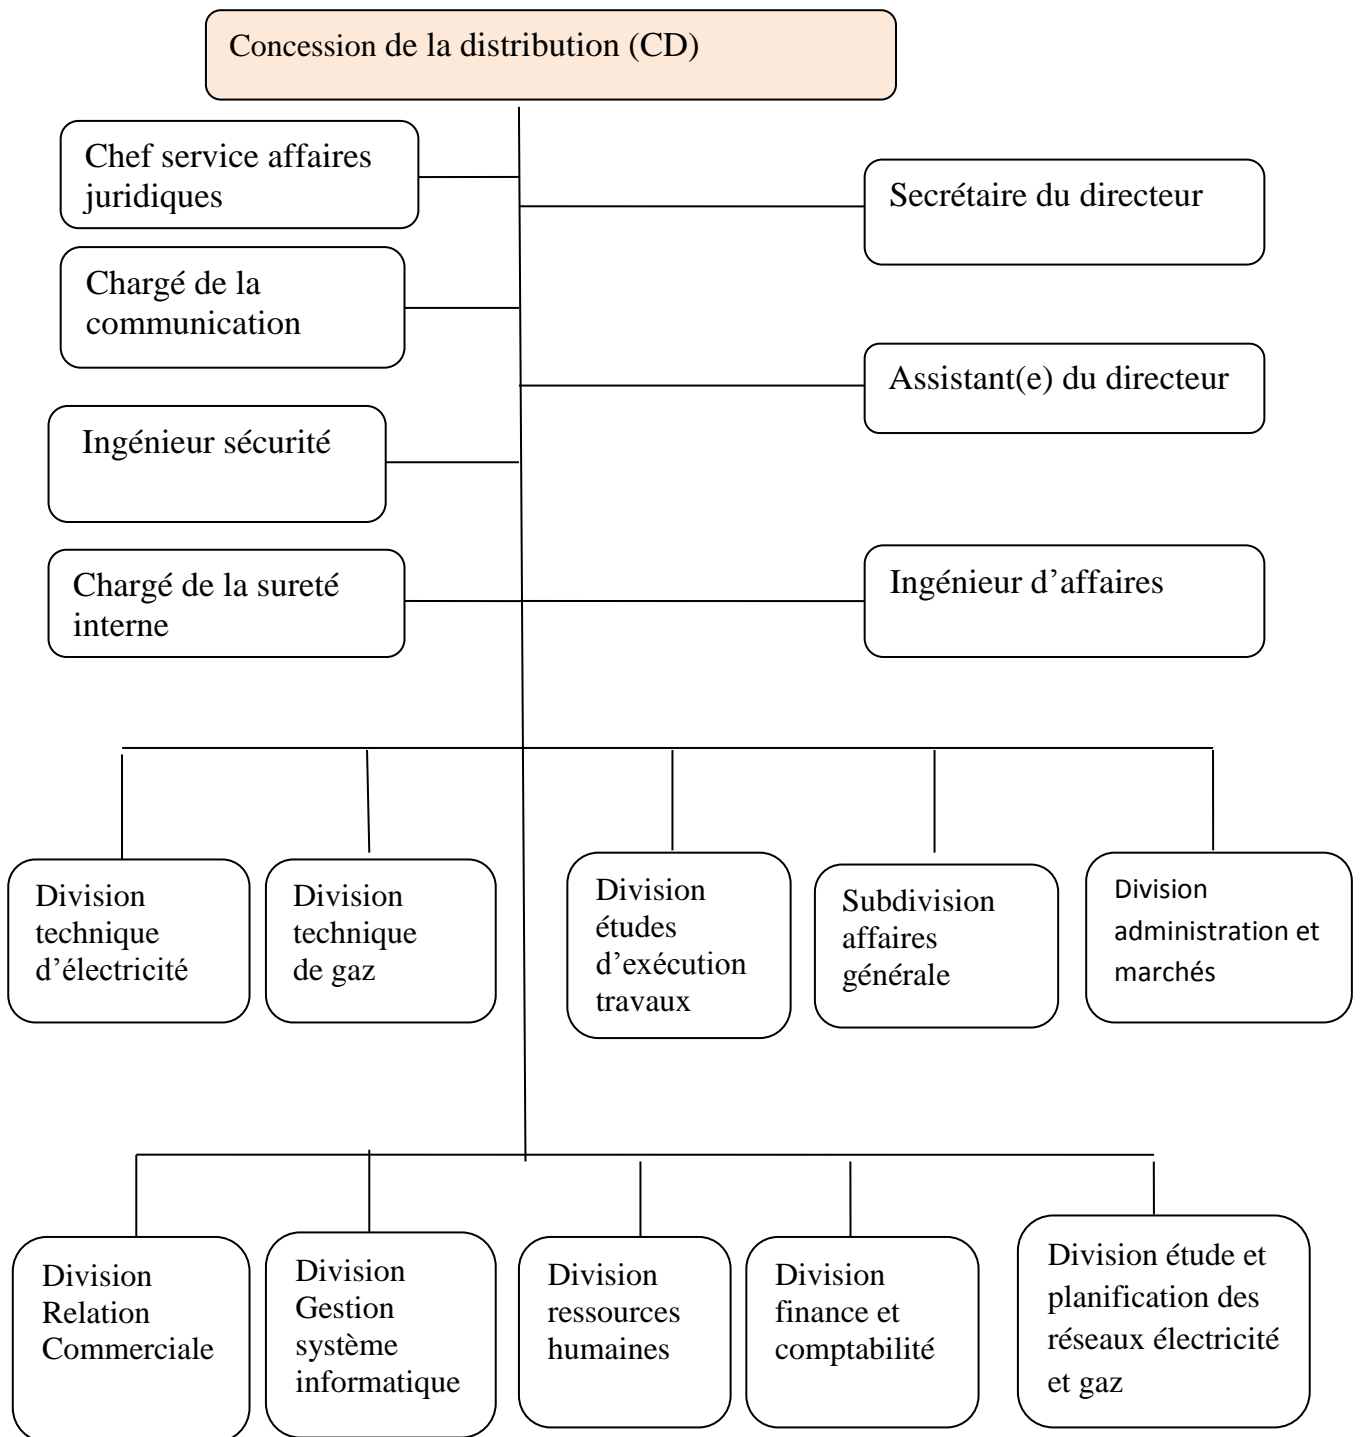 Concession de la distribution (CD)
Chef service affaires
juridiques
Secrétaire du directeur
Chargé de la
communication
Assistant(e) du directeur
Ingénieur sécurité
Chargé de la sureté
interne
Ingénieur d’affaires
Division
technique
d’électricité
Division
technique
de gaz
Division
études
d’exécution
travaux
Subdivision
affaires
générale
Division
administration et
marchés
Division
Relation
Commerciale
Division
Gestion
système
informatique
Division
ressources
humaines
Division
finance et
comptabilité
Division étude et
planification des
réseaux électricité
et gaz